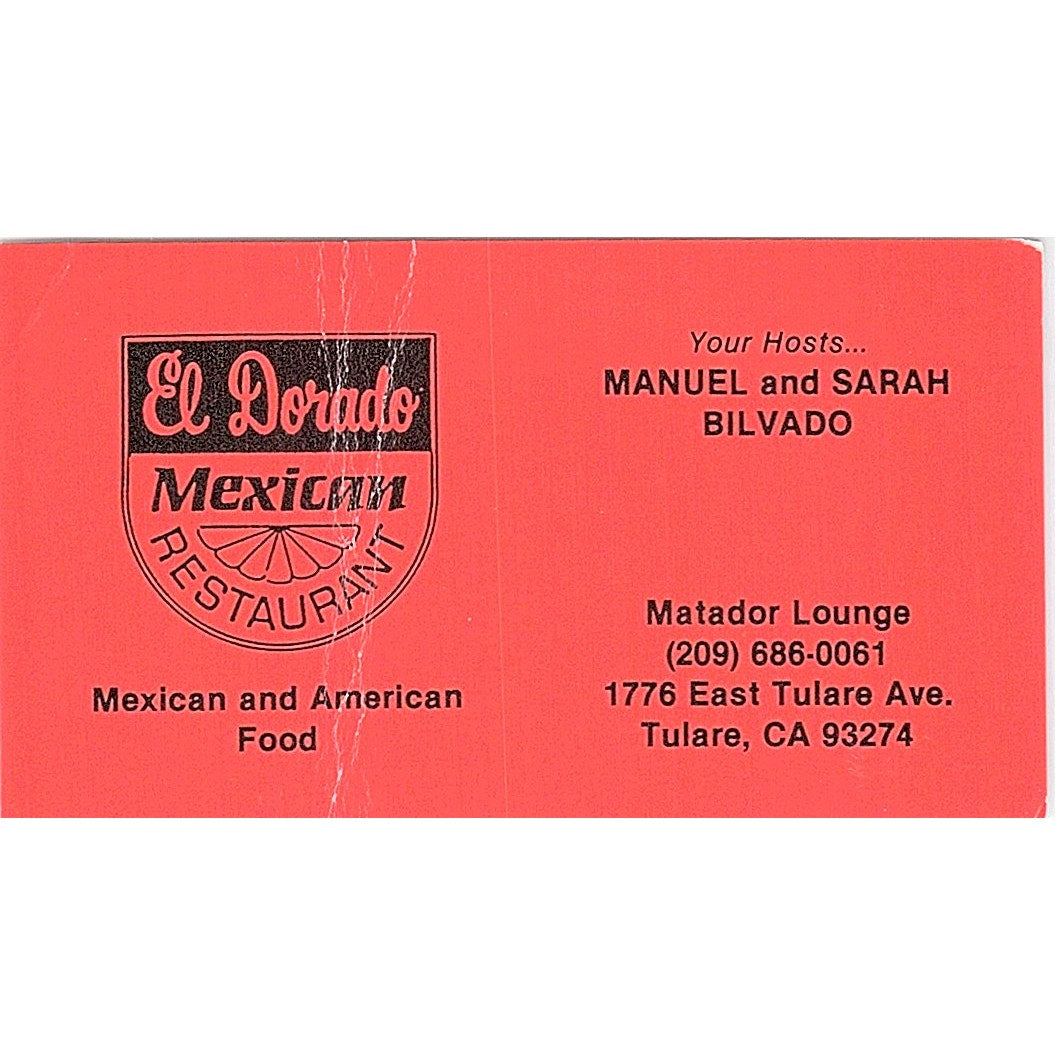 El Dorado
Mexican
RESTAURANT
Mexican and American
Food
Your Hosts...
MANUEL and SARAH
BILVADO
Matador Lounge
(209) 686-0061
1776 East Tulare Ave.
Tulare, CA 93274